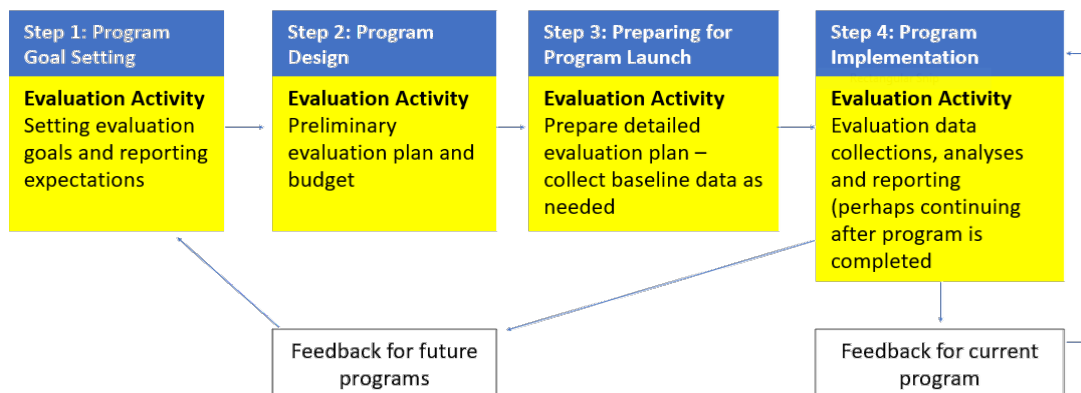 Step 1: Program
Goal Setting
Evaluation Activity
Setting evaluation
goals and reporting
expectations
Step 2: Program
Design
Evaluation Activity
Preliminary
evaluation plan and
budget
Step 3: Preparing for
Program Launch
Evaluation Activity
Prepare detailed
evaluation plan –
collect baseline data as
needed
Step 4: Program
Implementation
Evaluation Activity
Evaluation data
collections, analyses
and reporting
(perhaps continuing
after program is
completed
Feedback for future
programs
Feedback for current
program